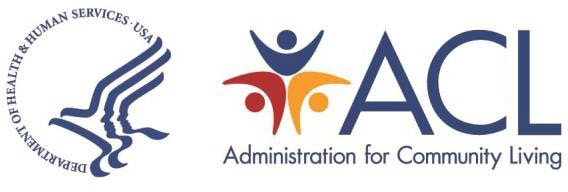 DEPARTMENT OF HEALTH & HUMAN SERVICES · USA
ACL
Administration for Community Living